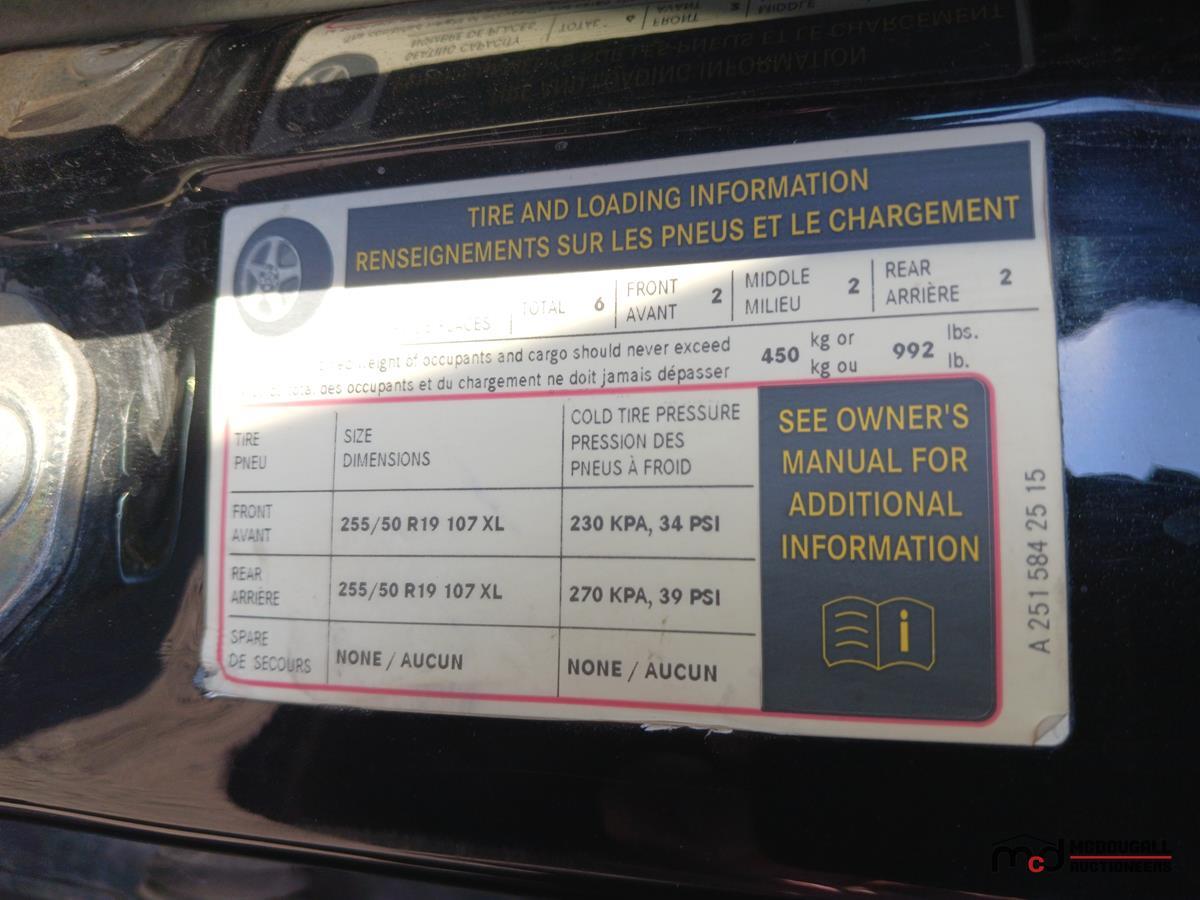 TIRE AND LOADING INFORMATION
RENSEIGNEMENTS SUR LES PNEUS ET LE CHARGEMENT
PLACES
TOTAL 6
FRONT
AVANT 2
MIDDLE
MILIEU 2
REAR
ARRIÈRE 2
weight of occupants and cargo should never exceed
total des occupants et du chargement ne doit jamais dépasser
450 kg or
kg ou
992 lbs.
lb.
TIRE
PNEU
SIZE
DIMENSIONS
COLD TIRE PRESSURE
PRESSION DES
PNEUS À FROID
FRONT
AVANT
255/50 R19 107 XL
230 KPA, 34 PSI
REAR
ARRIÈRE
255/50 R19 107 XL
270 KPA, 39 PSI
SPARE
DE SECOURS
NONE / AUCUN
NONE / AUCUN
SEE OWNER'S
MANUAL FOR
ADDITIONAL
INFORMATION
i
A 251 584 25 15
mcd MCDOUGALL
AUCTIONEERS